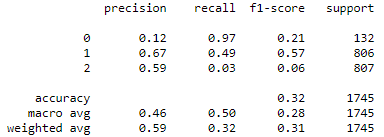 precision recall f1-score support
0 0.12 0.97 0.21 132
1 0.67 0.49 0.57 806
2 0.59 0.03 0.06 807
accuracy 0.32 1745
macro avg 0.46 0.50 0.28 1745
weighted avg 0.59 0.32 0.31 1745